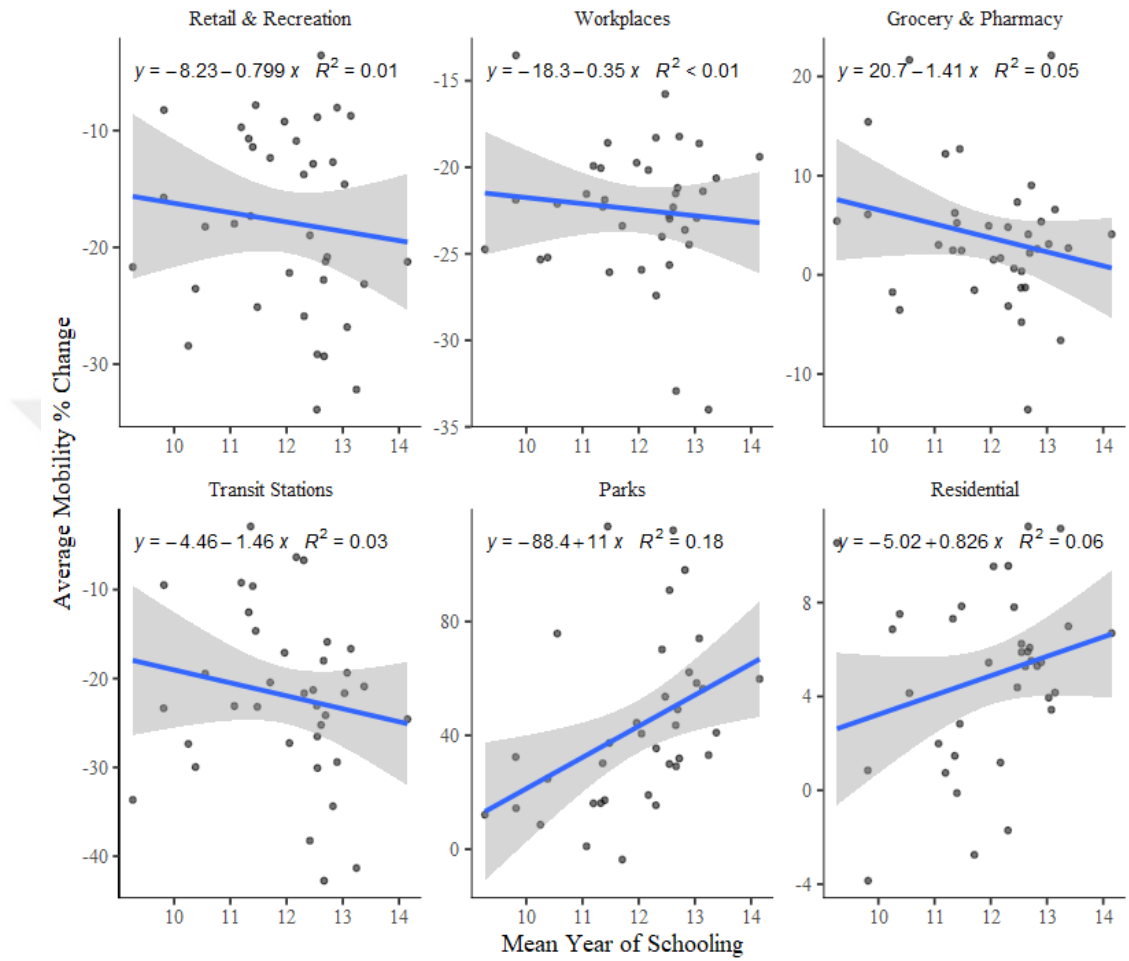 Retail & Recreation
Workplaces
Grocery & Pharmacy
y = −8.23 − 0.799 x R² = 0.01
y = −18.3 − 0.35 x R² < 0.01
y = 20.7 − 1.41 x R² = 0.05
-10
-20
-30
10 11 12 13 14
-15
-20
-25
-30
-35
10 11 12 13 14
20
10
0
-10
10 11 12 13 14
Average Mobility % Change
Transit Stations
Parks
Residential
y = −4.46 − 1.46 x R² = 0.03
y = −88.4 + 11 x R² = 0.18
y = −5.02 + 0.826 x R² = 0.06
-10
-20
-30
-40
10 11 12 13 14
80
40
0
10 11 12 13 14
8
4
0
-4
10 11 12 13 14
Mean Year of Schooling